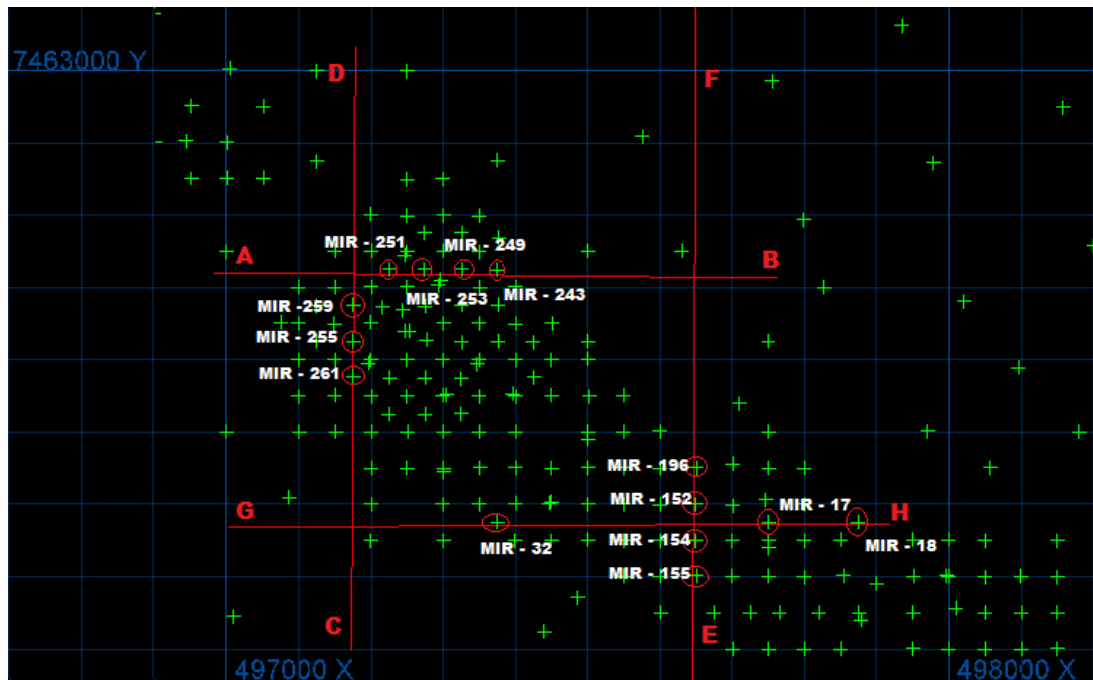 7463000 Y
D
F
A
MIR - 251
MIR - 249
B
MIR - 253
MIR - 243
MIR -259
MIR - 255
MIR - 261
MIR - 196
MIR - 152
MIR - 17
G
H
MIR - 32
MIR - 154
MIR - 18
MIR - 155
C
E
497000 X
498000 X